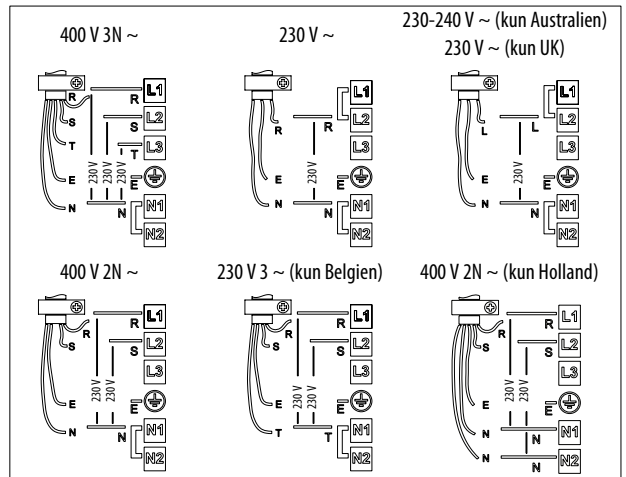 400 V 3N ~
R
S
T
E
N
230 V
230 V
230 V
R
S
T
E
N
L1
L2
L3
N1
N2
230 V ~
R
E
N
230 V
R
E
N
L1
L2
L3
N1
N2
230-240 V ~ (kun Australien)
230 V ~ (kun UK)
L
E
N
230 V
L
E
N
L1
L2
L3
N1
N2
400 V 2N ~
R
S
E
N
230 V
230 V
R
S
E
N
L1
L2
L3
N1
N2
230 V 3 ~ (kun Belgien)
R
S
E
T
230 V
230 V
R
S
E
T
L1
L2
L3
N1
N2
400 V 2N ~ (kun Holland)
R
S
E
N
N
230 V
230 V
R
S
E
N
N
L1
L2
L3
N1
N2